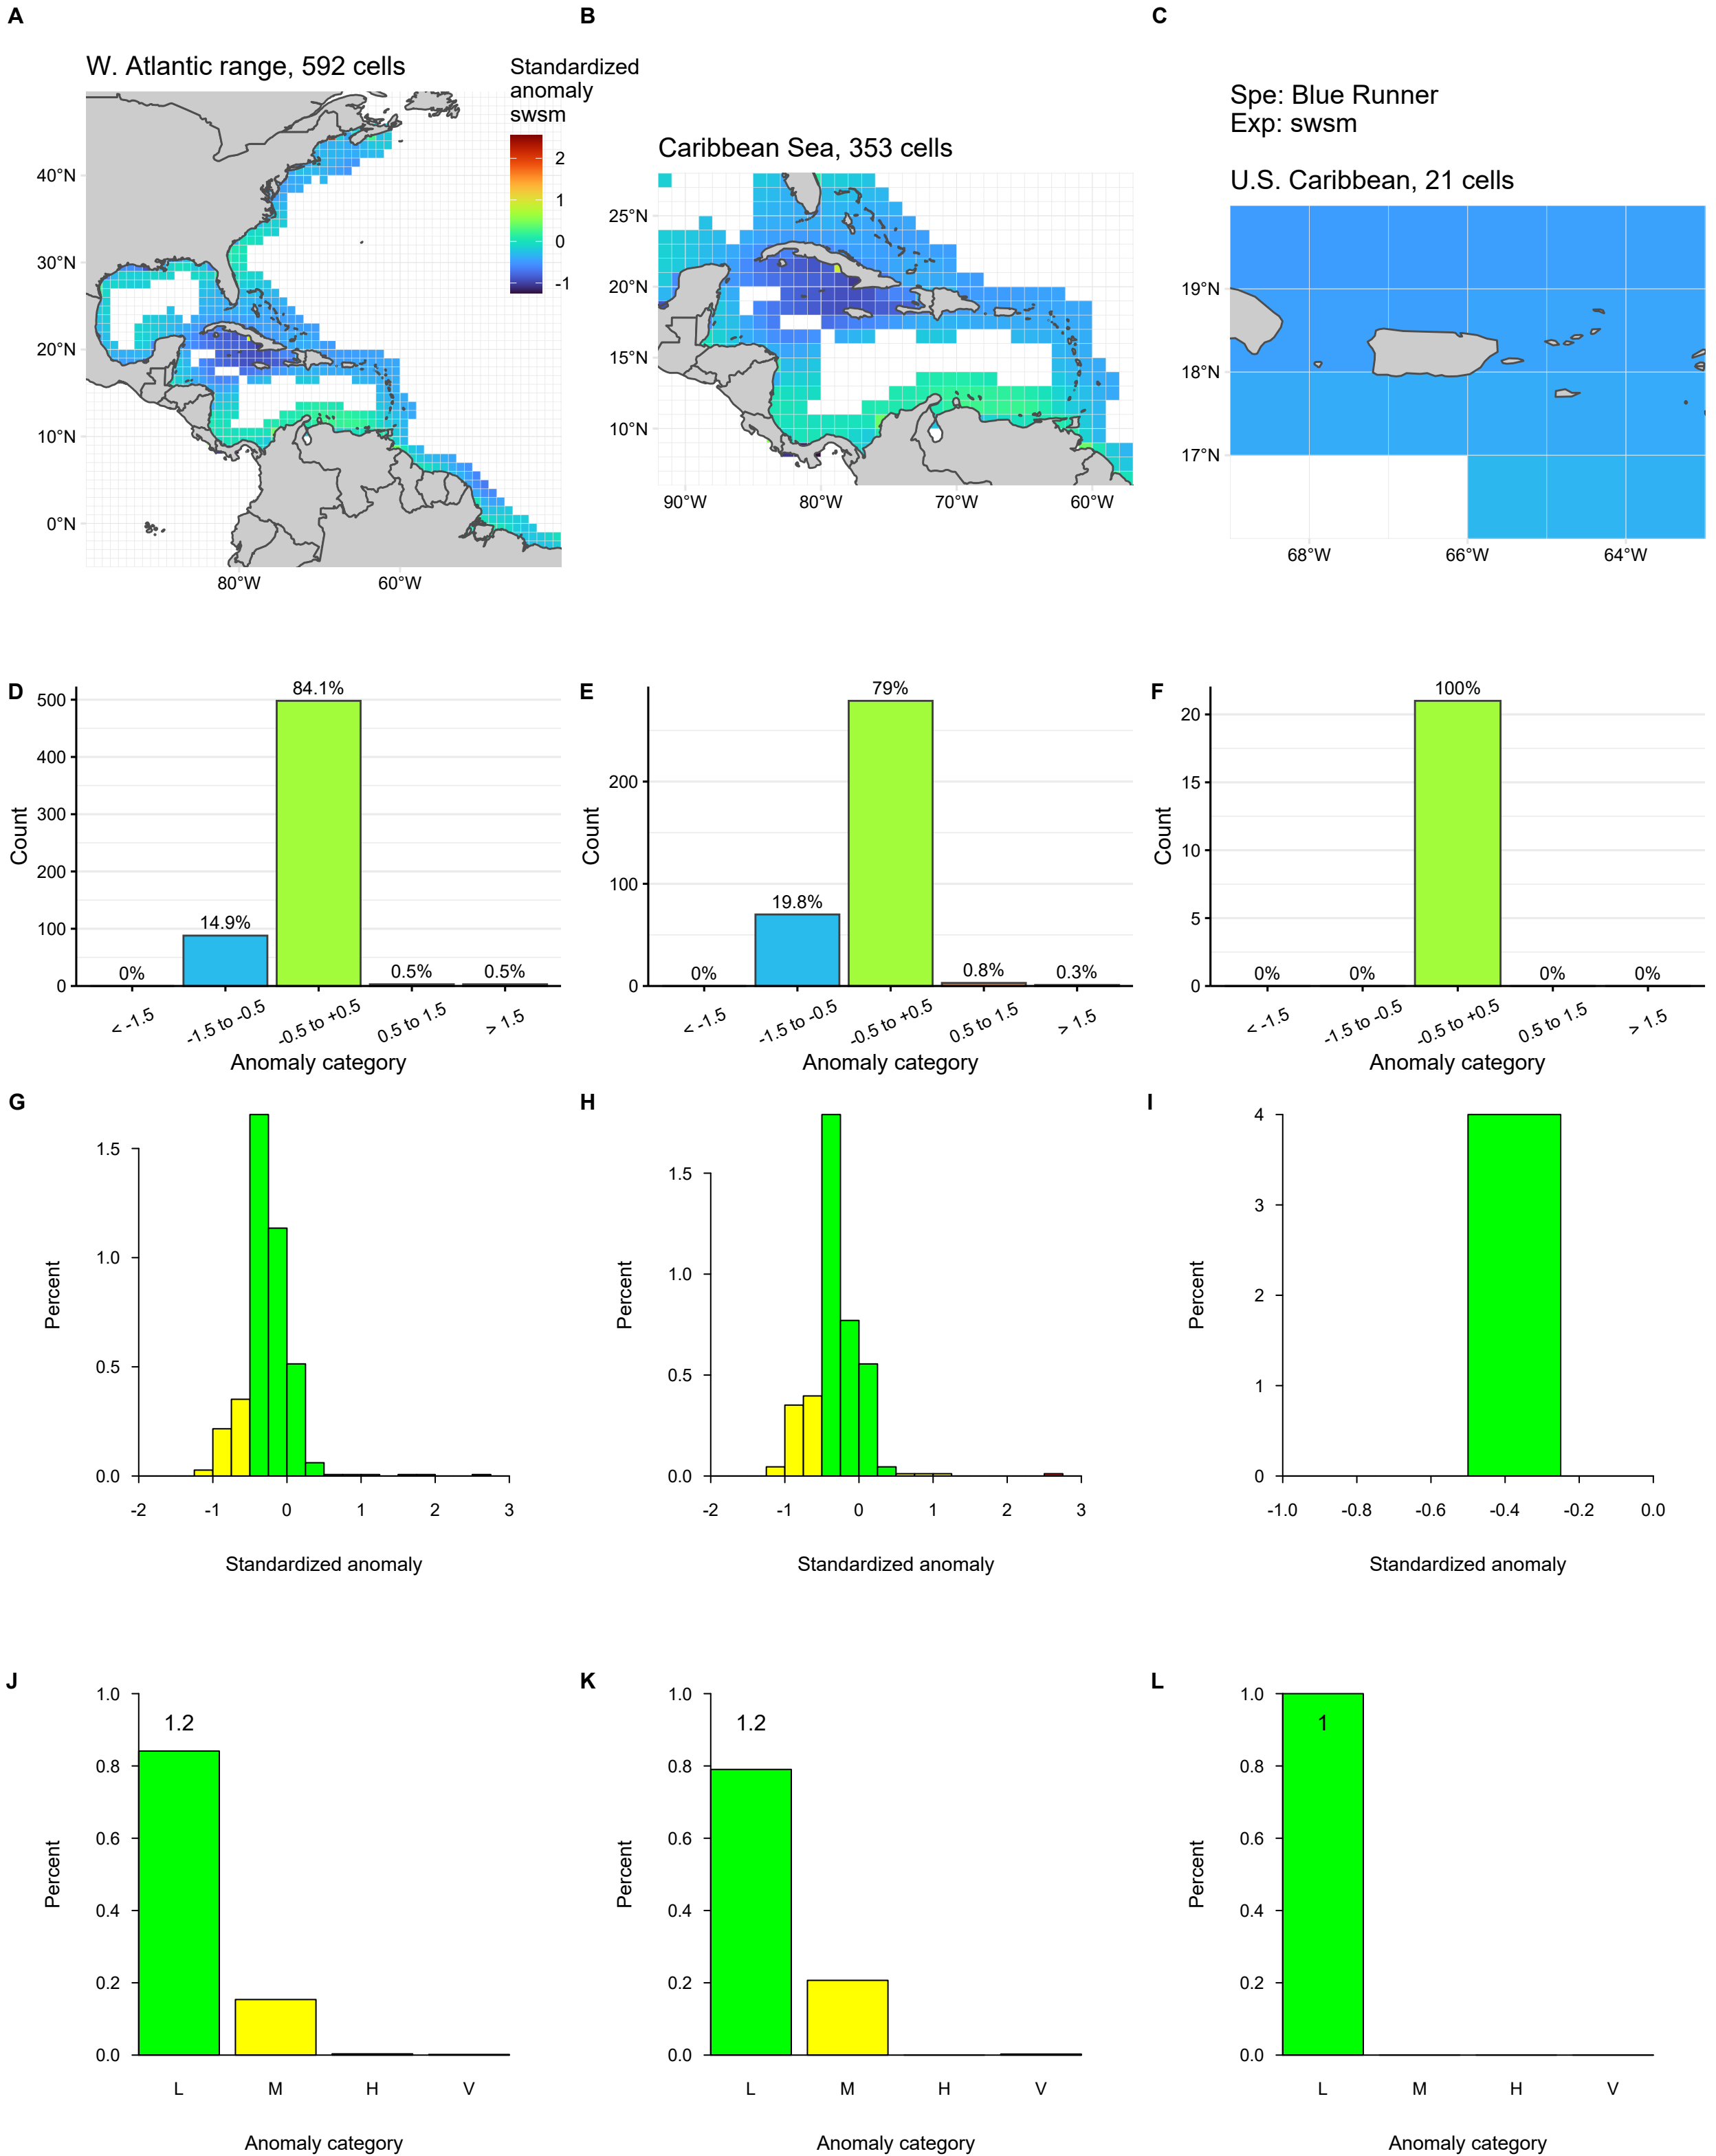 A
W. Atlantic range, 592 cells
Standardized
anomaly
swsm
2
1
0
-1
40°N
30°N
20°N
10°N
0°N
80°W
60°W
B
Caribbean Sea, 353 cells
25°N
20°N
15°N
10°N
90°W
80°W
70°W
60°W
C
Spe: Blue Runner
Exp: swsm
U.S. Caribbean, 21 cells
19°N
18°N
17°N
68°W
66°W
64°W
D
Count
500
400
300
200
100
0
0%
14.9%
84.1%
0.5%
0.5%
< -1.5
-1.5 to -0.5
-0.5 to +0.5
0.5 to 1.5
> 1.5
Anomaly category
E
Count
200
100
0
0%
19.8%
79%
0.8%
0.3%
< -1.5
-1.5 to -0.5
-0.5 to +0.5
0.5 to 1.5
> 1.5
Anomaly category
F
Count
20
15
10
5
0
0%
0%
100%
0%
0%
< -1.5
-1.5 to -0.5
-0.5 to +0.5
0.5 to 1.5
> 1.5
Anomaly category
G
Percent
1.5
1.0
0.5
0.0
-2
-1
0
1
2
3
Standardized anomaly
H
Percent
1.5
1.0
0.5
0.0
-2
-1
0
1
2
3
Standardized anomaly
I
Percent
4
3
2
1
0
-1.0
-0.8
-0.6
-0.4
-0.2
0.0
Standardized anomaly
J
Percent
1.0
0.8
0.6
0.4
0.2
0.0
1.2
L
M
H
V
Anomaly category
K
Percent
1.0
0.8
0.6
0.4
0.2
0.0
1.2
L
M
H
V
Anomaly category
L
Percent
1.0
0.8
0.6
0.4
0.2
0.0
1
L
M
H
V
Anomaly category